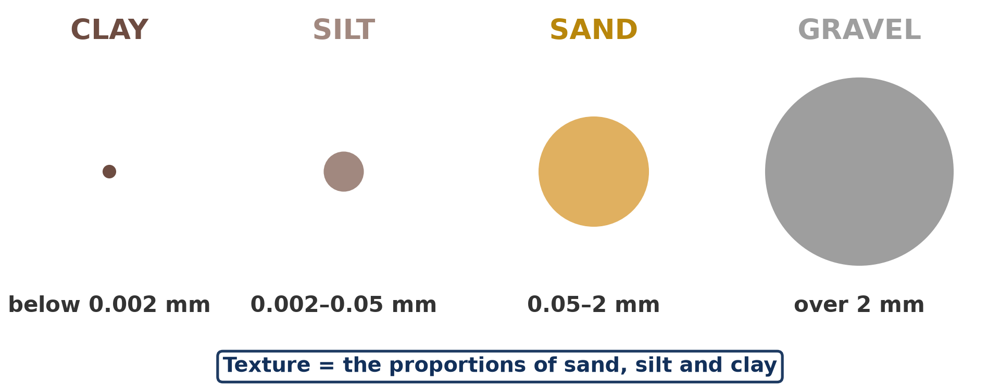 CLAY SILT SAND GRAVEL
below 0.002 mm 0.002–0.05 mm 0.05–2 mm over 2 mm
Texture = the proportions of sand, silt and clay